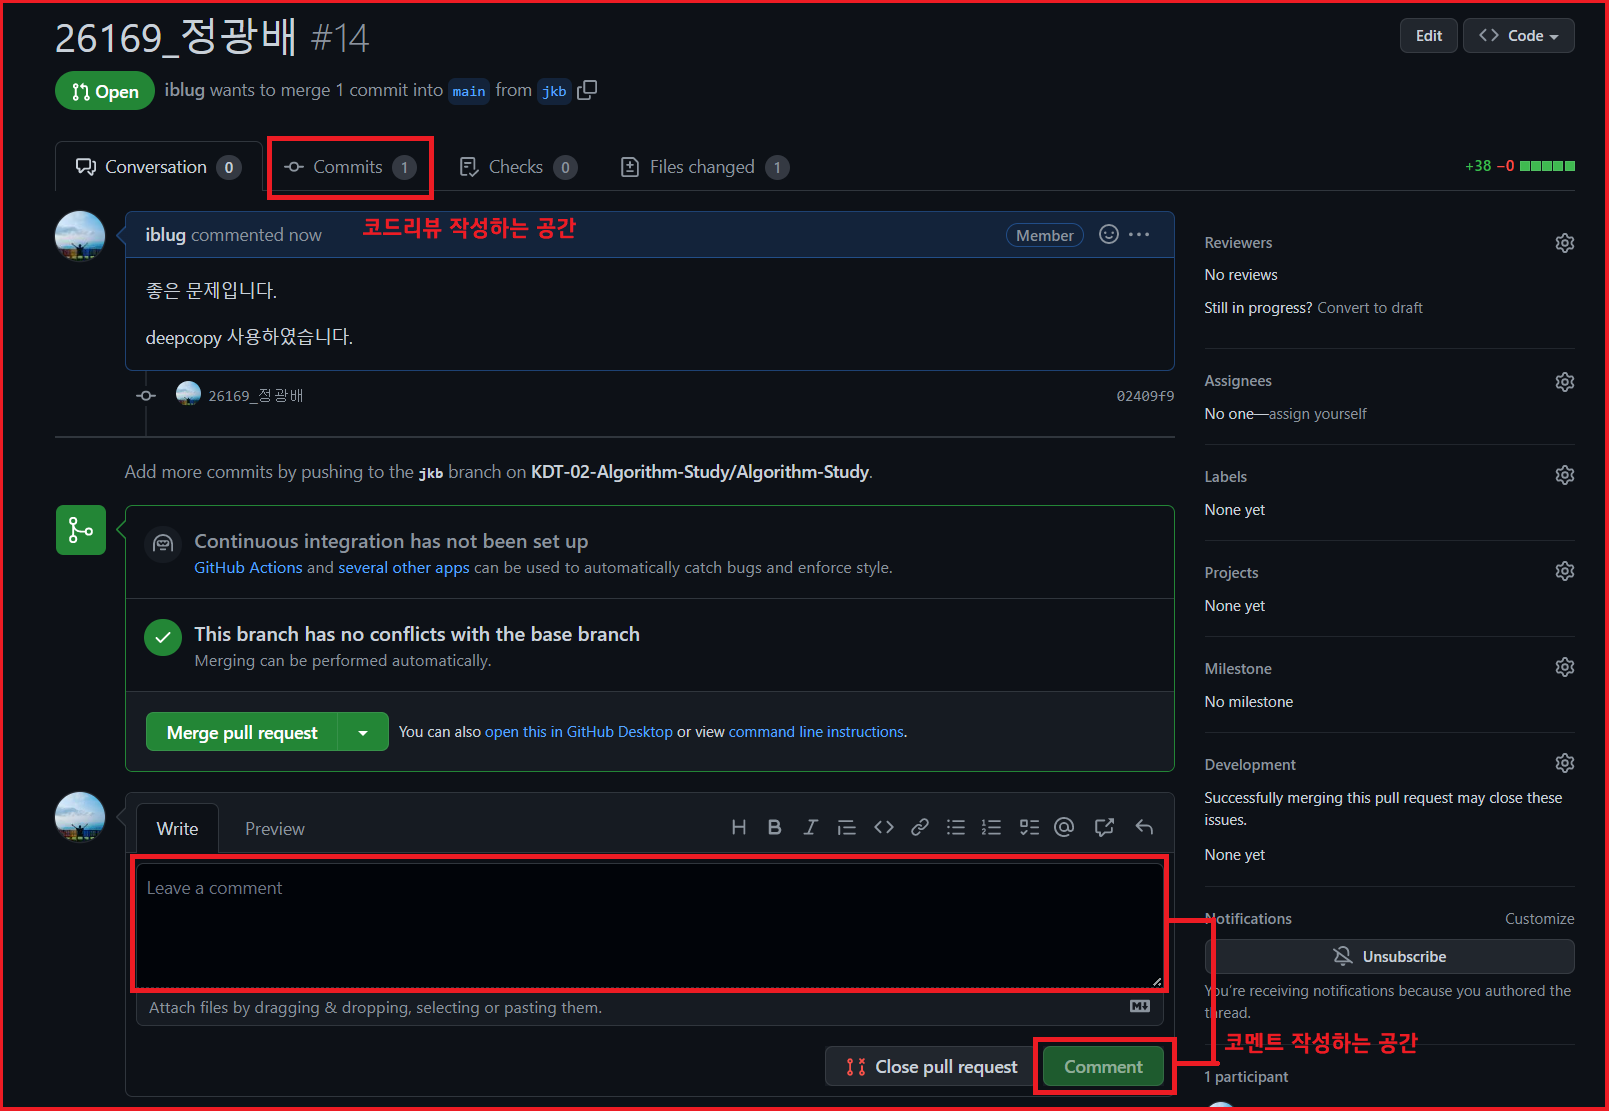 26169_정광배 #14
Edit
Code
Open
iblug wants to merge 1 commit into main from jkb
Conversation 0
Commits 1
Checks 0
Files changed 1
+38 −0
코드리뷰 작성하는 공간
iblug commented now
Member
좋은 문제입니다.
deepcopy 사용하였습니다.
26169_정광배
02409f9
Add more commits by pushing to the jkb branch on KDT-02-Algorithm-Study/Algorithm-Study.
Continuous integration has not been set up
GitHub Actions and several other apps can be used to automatically catch bugs and enforce style.
This branch has no conflicts with the base branch
Merging can be performed automatically.
Merge pull request
You can also open this in GitHub Desktop or view command line instructions.
Write
Preview
Leave a comment
Attach files by dragging & dropping, selecting or pasting them.
Close pull request
Comment
Reviewers
No reviews
Still in progress? Convert to draft
Assignees
No one—assign yourself
Labels
None yet
Projects
None yet
Milestone
No milestone
Development
Successfully merging this pull request may close these
issues.
None yet
Notifications
Customize
Unsubscribe
You're receiving notifications because you authored the
thread.
코멘트 작성하는 공간
1 participant